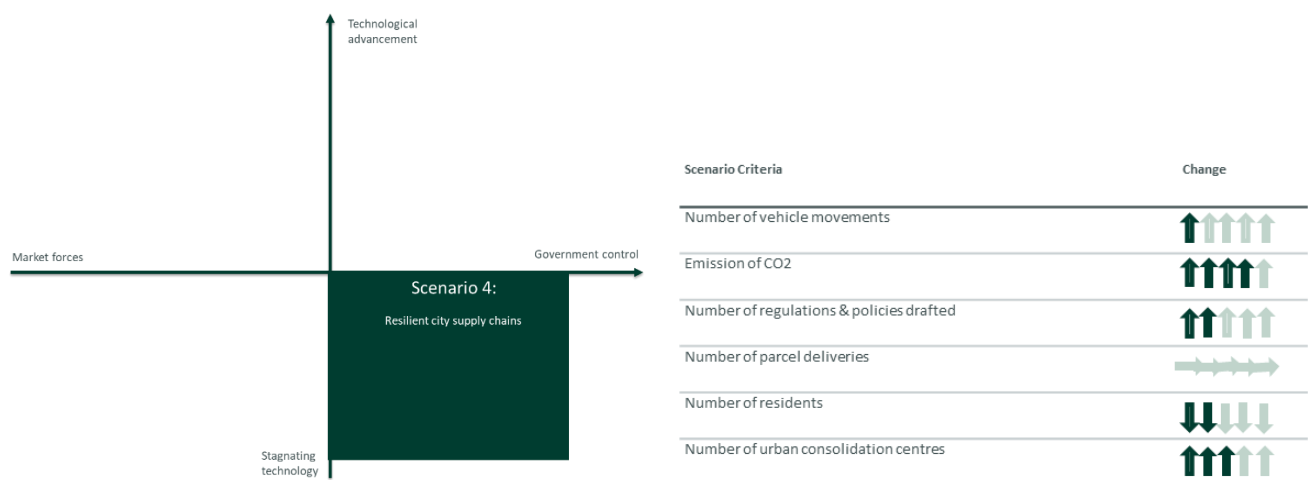 Technological
advancement
Market forces
Government control
Scenario 4:
Resilient city supply chains
Stagnating
technology
Scenario Criteria Change
Number of vehicle movements
Emission of CO2
Number of regulations & policies drafted
Number of parcel deliveries
Number of residents
Number of urban consolidation centres